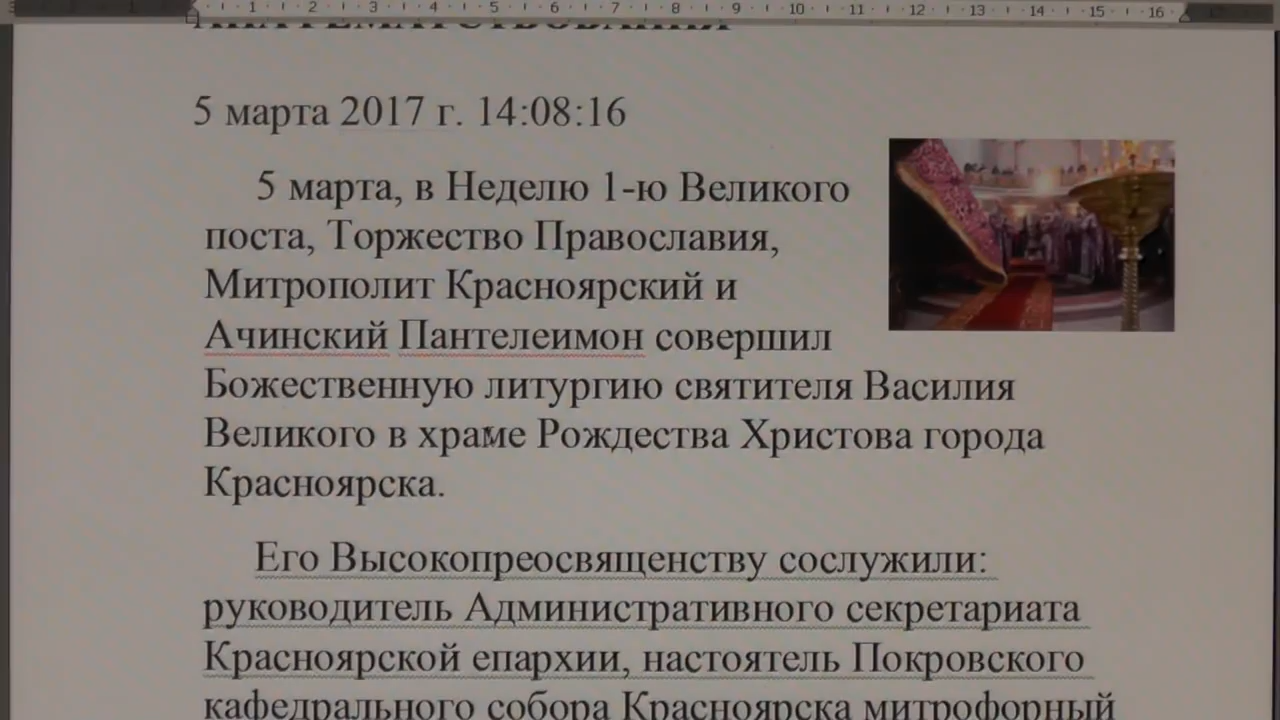 5 марта 2017 г. 14:08:16
5 марта, в Неделю 1-ю Великого
поста, Торжество Православия,
Митрополит Красноярский и
Ачинский Пантелеимон совершил
Божественную литургию святителя Василия
Великого в храме Рождества Христова города
Красноярска.
Его Высокопреосвященству сослужили:
руководитель Административного секретариата
Красноярской епархии, настоятель Покровского
кафедрального собора Красноярска митрофорный